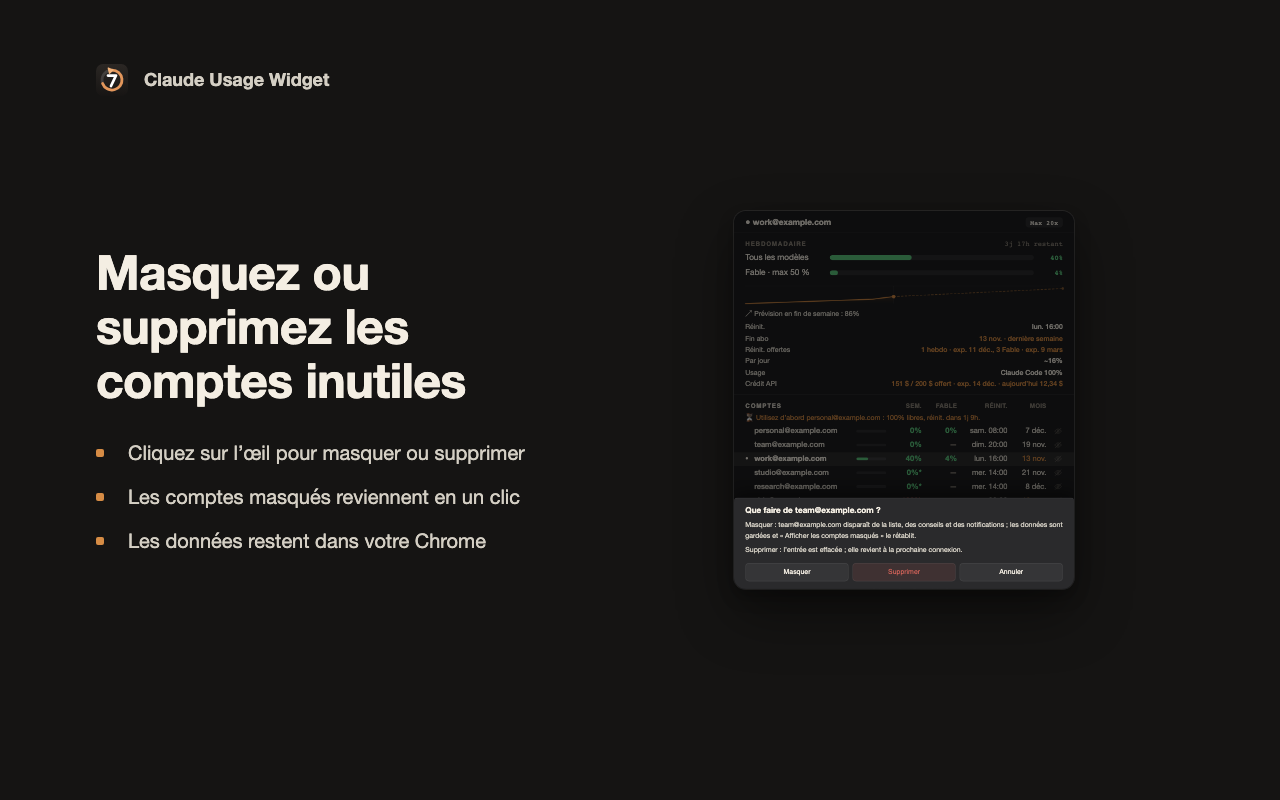 7 Claude Usage Widget
Masquez ou
supprimez les
comptes inutiles
Cliquez sur l’œil pour masquer ou supprimer
Les comptes masqués reviennent en un clic
Les données restent dans votre Chrome
work@example.com Max 20x
HEBDOMADAIRE 3j 17h restant
Tous les modèles 40%
Fable · max 50 % 4%
Prévision en fin de semaine : 86%
Réinit. lun. 16:00
Fin abo 13 nov. · dernière semaine
Réinit. offertes 1 hebdo · exp. 11 déc., 3 Fable · exp. 9 mars
Par jour ~16%
Usage Claude Code 100%
Crédit API 151 $ / 200 $ offert · exp. 14 déc. · aujourd’hui 12,34 $
COMPTES SEM. FABLE RÉINIT. MOIS
⌛ Utilisez d’abord personal@example.com : 100% libres, réinit. dans 1j 9h.
personal@example.com 0% 0% sam. 08:00 7 déc.
team@example.com 0% — dim. 20:00 19 nov.
work@example.com 40% 4% lun. 16:00 13 nov.
studio@example.com 0%* — mer. 14:00 21 nov.
research@example.com 0%* — mer. 14:00 8 déc.
Que faire de team@example.com ?
Masquer : team@example.com disparaît de la liste, des conseils et des notifications ; les données sont
gardées et « Afficher les comptes masqués » le rétablit.
Supprimer : l’entrée est effacée ; elle revient à la prochaine connexion.
Masquer Supprimer Annuler